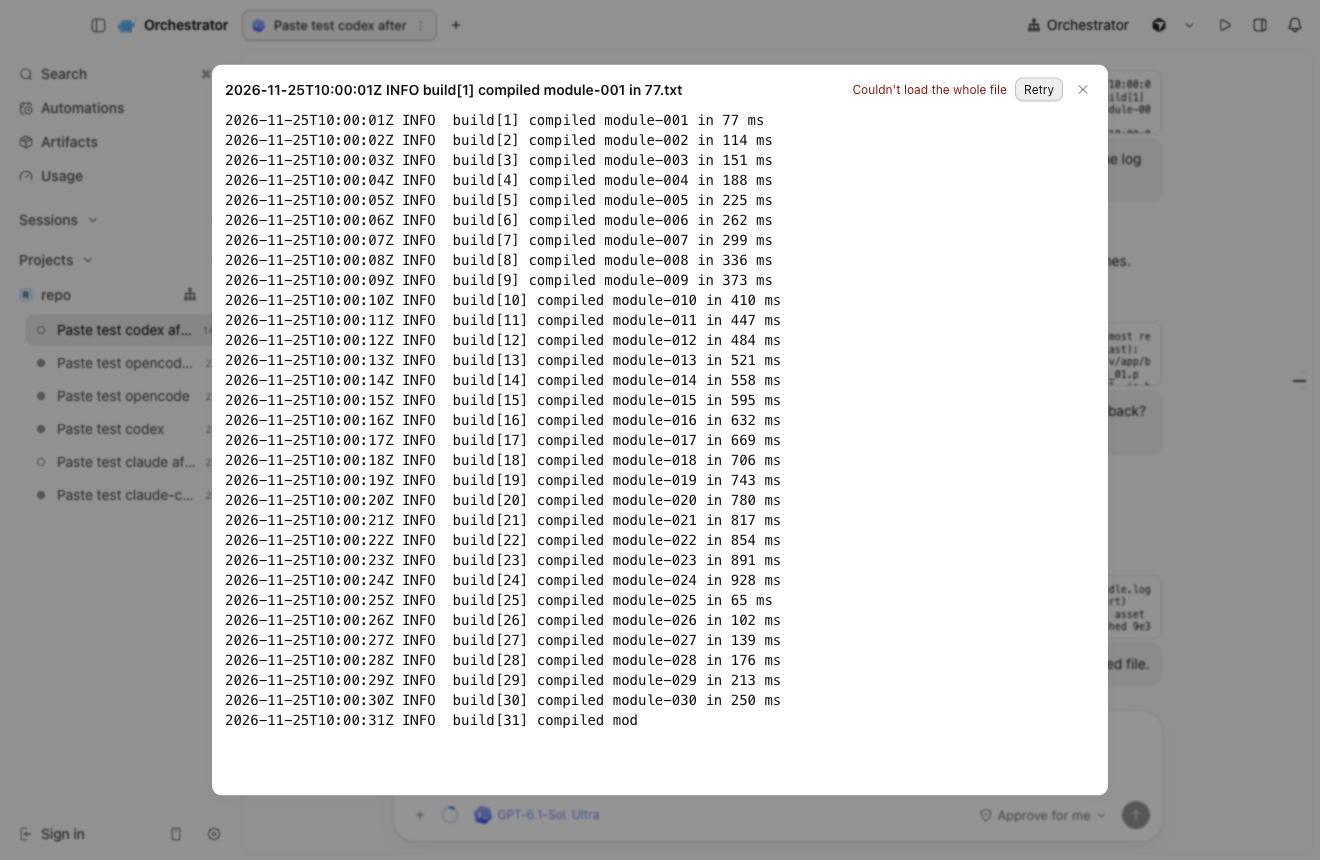 Orchestrator
Paste test codex after
Orchestrator
Search
Automations
Artifacts
Usage
Sessions
Projects
R repo
Paste test codex af...
Paste test opencod...
Paste test opencode
Paste test codex
Paste test claude af...
Paste test claude-c...
Sign in
2026-11-25T10:00:01Z INFO build[1] compiled module-001 in 77.txt
Couldn't load the whole file
Retry
2026-11-25T10:00:01Z INFO  build[1] compiled module-001 in 77 ms
2026-11-25T10:00:02Z INFO  build[2] compiled module-002 in 114 ms
2026-11-25T10:00:03Z INFO  build[3] compiled module-003 in 151 ms
2026-11-25T10:00:04Z INFO  build[4] compiled module-004 in 188 ms
2026-11-25T10:00:05Z INFO  build[5] compiled module-005 in 225 ms
2026-11-25T10:00:06Z INFO  build[6] compiled module-006 in 262 ms
2026-11-25T10:00:07Z INFO  build[7] compiled module-007 in 299 ms
2026-11-25T10:00:08Z INFO  build[8] compiled module-008 in 336 ms
2026-11-25T10:00:09Z INFO  build[9] compiled module-009 in 373 ms
2026-11-25T10:00:10Z INFO  build[10] compiled module-010 in 410 ms
2026-11-25T10:00:11Z INFO  build[11] compiled module-011 in 447 ms
2026-11-25T10:00:12Z INFO  build[12] compiled module-012 in 484 ms
2026-11-25T10:00:13Z INFO  build[13] compiled module-013 in 521 ms
2026-11-25T10:00:14Z INFO  build[14] compiled module-014 in 558 ms
2026-11-25T10:00:15Z INFO  build[15] compiled module-015 in 595 ms
2026-11-25T10:00:16Z INFO  build[16] compiled module-016 in 632 ms
2026-11-25T10:00:17Z INFO  build[17] compiled module-017 in 669 ms
2026-11-25T10:00:18Z INFO  build[18] compiled module-018 in 706 ms
2026-11-25T10:00:19Z INFO  build[19] compiled module-019 in 743 ms
2026-11-25T10:00:20Z INFO  build[20] compiled module-020 in 780 ms
2026-11-25T10:00:21Z INFO  build[21] compiled module-021 in 817 ms
2026-11-25T10:00:22Z INFO  build[22] compiled module-022 in 854 ms
2026-11-25T10:00:23Z INFO  build[23] compiled module-023 in 891 ms
2026-11-25T10:00:24Z INFO  build[24] compiled module-024 in 928 ms
2026-11-25T10:00:25Z INFO  build[25] compiled module-025 in 65 ms
2026-11-25T10:00:26Z INFO  build[26] compiled module-026 in 102 ms
2026-11-25T10:00:27Z INFO  build[27] compiled module-027 in 139 ms
2026-11-25T10:00:28Z INFO  build[28] compiled module-028 in 176 ms
2026-11-25T10:00:29Z INFO  build[29] compiled module-029 in 213 ms
2026-11-25T10:00:30Z INFO  build[30] compiled module-030 in 250 ms
2026-11-25T10:00:31Z INFO  build[31] compiled mod
log
back?
asset
ed file.
GPT-6.1-Sol Ultra
Approve for me